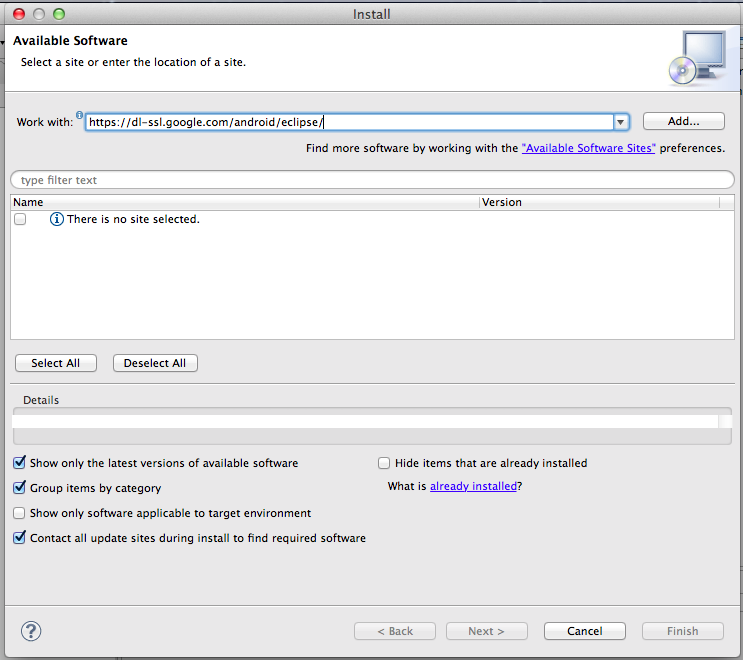 Install
Available Software
Select a site or enter the location of a site.
Work with: https://dl-ssl.google.com/android/eclipse/ Add...
Find more software by working with the "Available Software Sites" preferences.
type filter text
Name Version
There is no site selected.
Select All Deselect All
Details
Show only the latest versions of available software Hide items that are already installed
Group items by category What is already installed?
Show only software applicable to target environment
Contact all update sites during install to find required software
? < Back Next > Cancel Finish